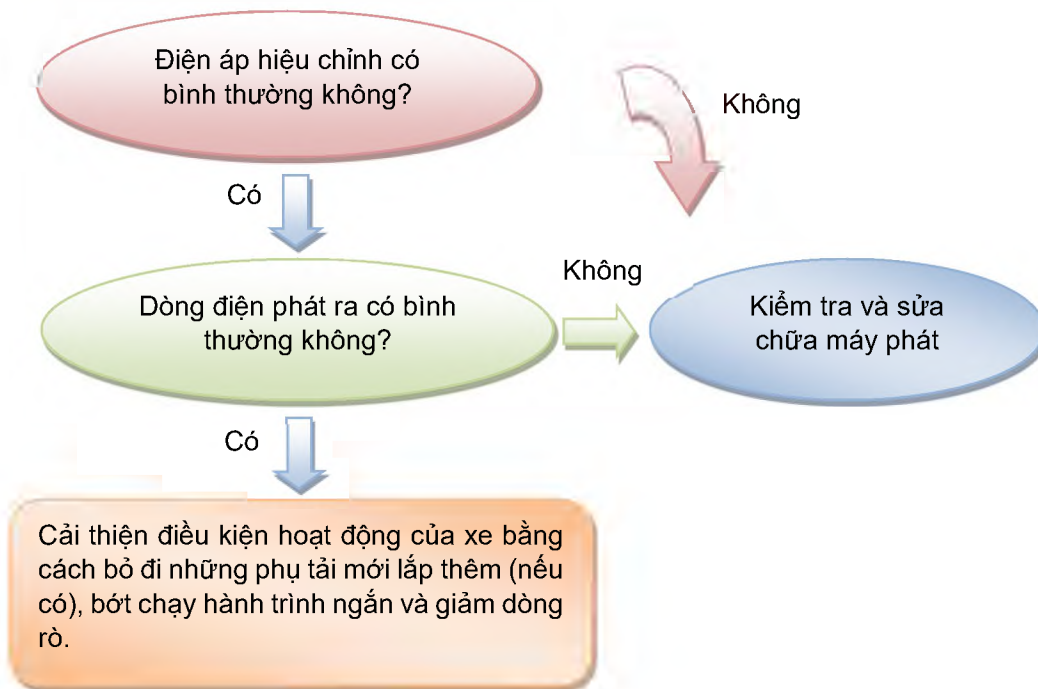 Điện áp hiệu chỉnh có
bình thường không?
Không
Có
Không
Dòng điện phát ra có bình
thường không?
Kiểm tra và sửa
chữa máy phát
Có
Cải thiện điều kiện hoạt động của xe bằng
cách bỏ đi những phụ tải mới lắp thêm (nếu
có), bớt chạy hành trình ngắn và giảm dòng
rò.